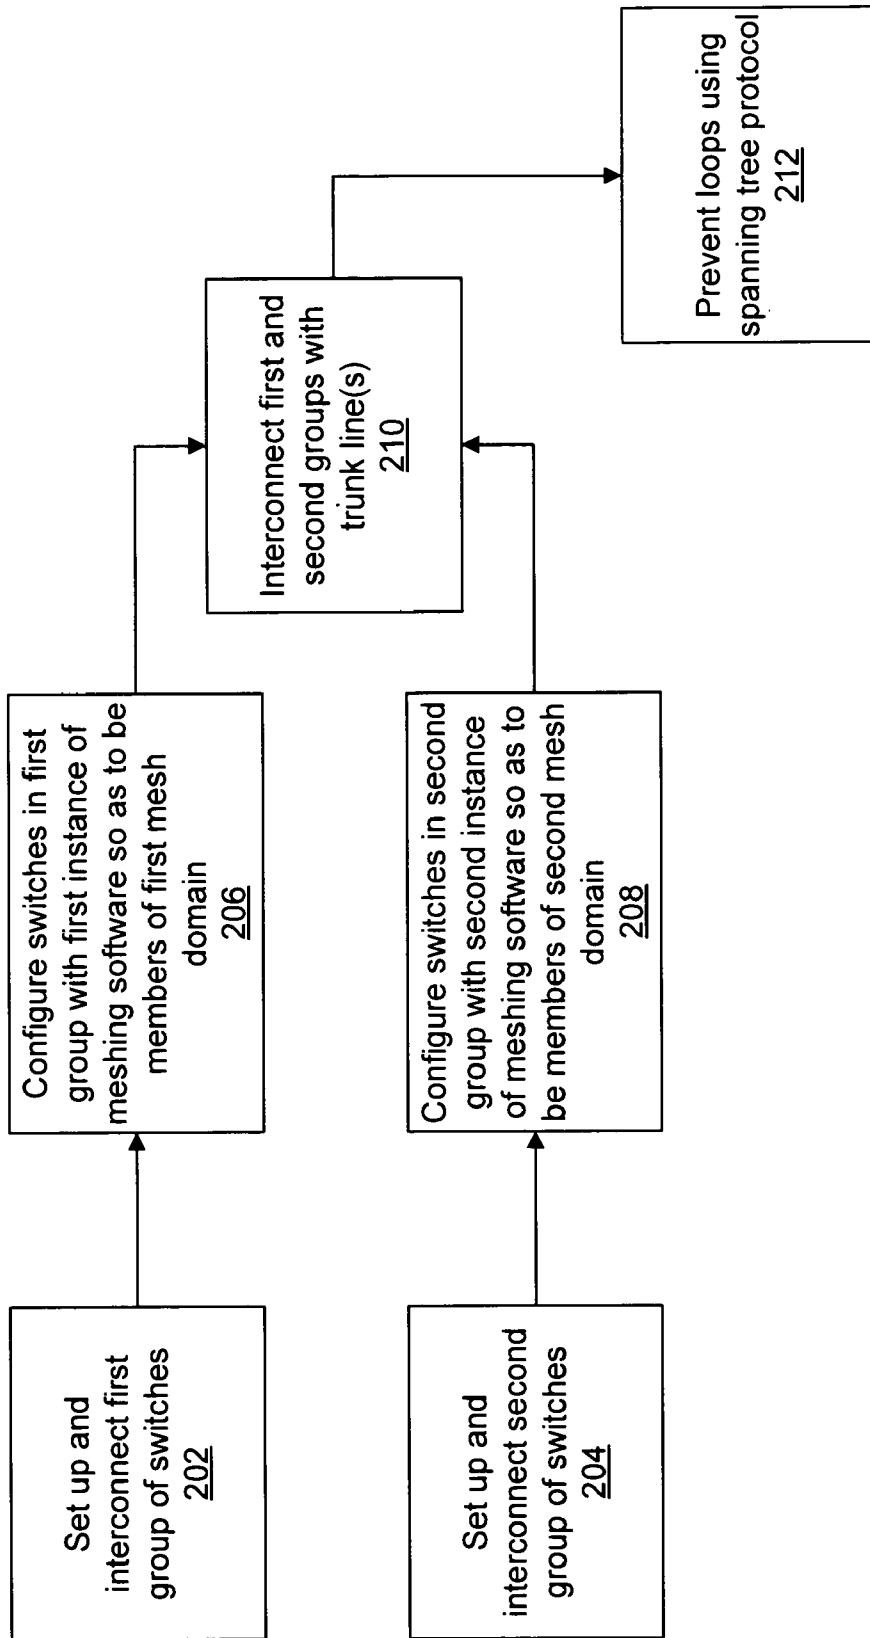 Set up and
interconnect first
group of switches
202
Configure switches in first
group with first instance of
meshing software so as to be
members of first mesh
domain
206
Set up and
interconnect second
group of switches
204
Configure switches in second
group with second instance
of meshing software so as to
be members of second mesh
domain
208
Interconnect first and
second groups with
trunk line(s)
210
Prevent loops using
spanning tree protocol
212